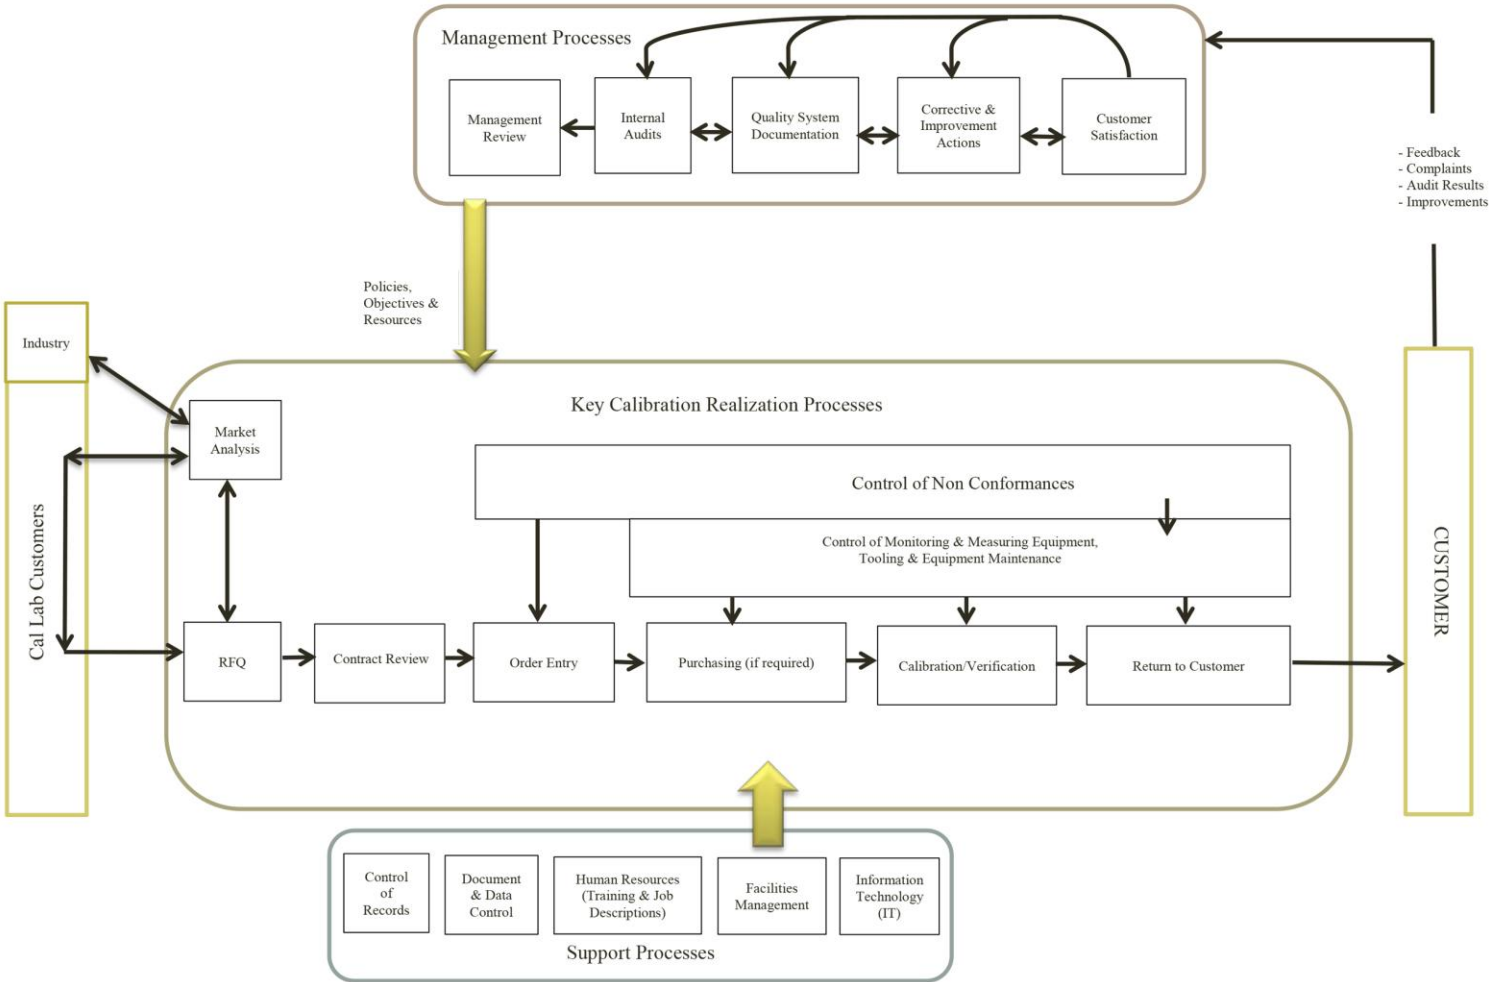 Management Processes
Management
Review
Internal
Audits
Quality System
Documentation
Corrective &
Improvement
Actions
Customer
Satisfaction
- Feedback
- Complaints
- Audit Results
- Improvements
Policies,
Objectives &
Resources
Industry
Cal Lab Customers
Key Calibration Realization Processes
Market
Analysis
Control of Non Conformances
Control of Monitoring & Measuring Equipment,
Tooling & Equipment Maintenance
RFQ
Contract Review
Order Entry
Purchasing (if required)
Calibration/Verification
Return to Customer
CUSTOMER
Control
of
Records
Document
& Data
Control
Human Resources
(Training & Job
Descriptions)
Facilities
Management
Information
Technology
(IT)
Support Processes